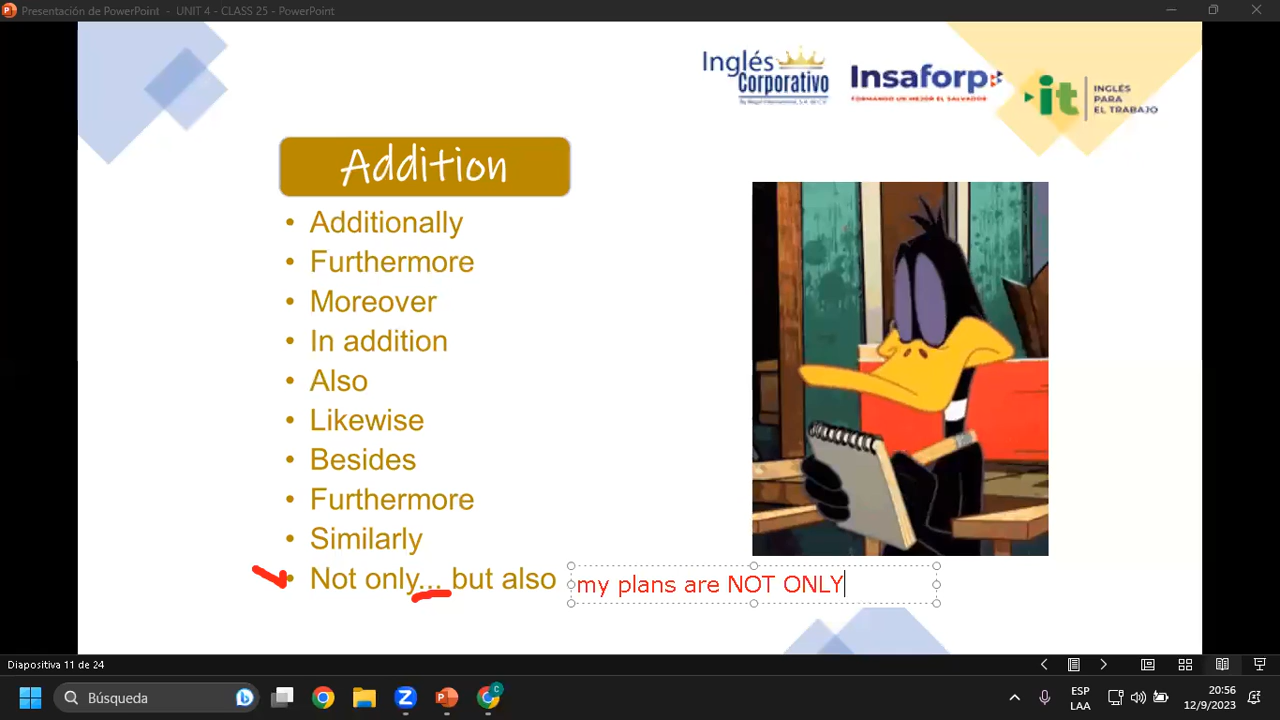 Presentación de PowerPoint - UNIT 4 - CLASS 25 - PowerPoint
Inglés
Corporativo
Insaforp
FORMANDO UN MEJOR EL SALVADOR
it
INGLÉS
PARA
EL TRABAJO
Addition
• Additionally
• Furthermore
• Moreover
• In addition
• Also
• Likewise
• Besides
• Furthermore
• Similarly
• Not only... but also
my plans are NOT ONLY
Diapositiva 11 de 24
Búsqueda
ESP
LAA
20:56
12/9/2023